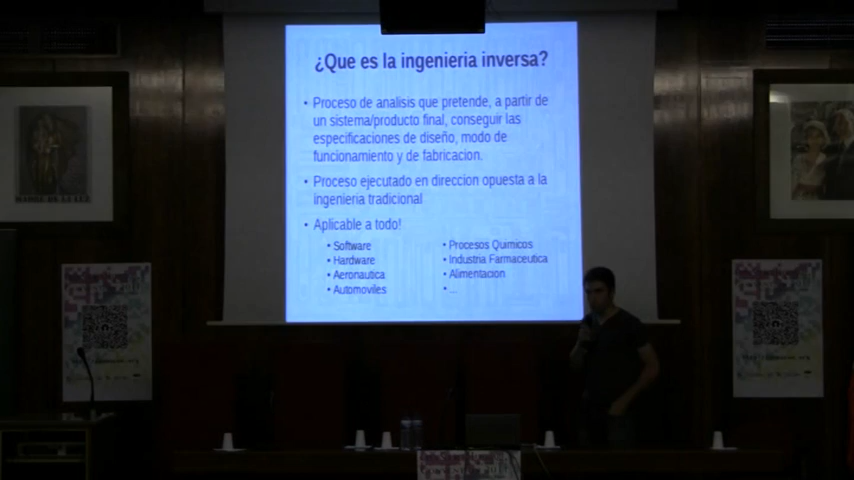 ¿Que es la ingenieria inversa?
• Proceso de analisis que pretende, a partir de
un sistema/producto final, conseguir las
especificaciones de diseño, modo de
funcionamiento y de fabricacion.
• Proceso ejecutado en direccion opuesta a la
ingenieria tradicional
• Aplicable a todo!
• Software
• Hardware
• Aeronautica
• Automoviles
• Procesos Quimicos
• Industria Farmaceutica
• Alimentacion
• ...